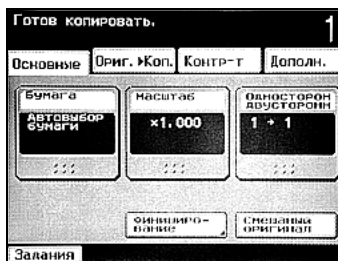 Готов копировать.
1
Основные
Ориг. ▸Коп.
Контр-т
Дополн.
Бумага
Автовыбор
бумаги
Масштаб
×1.000
Односторон
двусторонн
1 → 1
Финиширо-
вание
Смешаный
оригинал
Задания